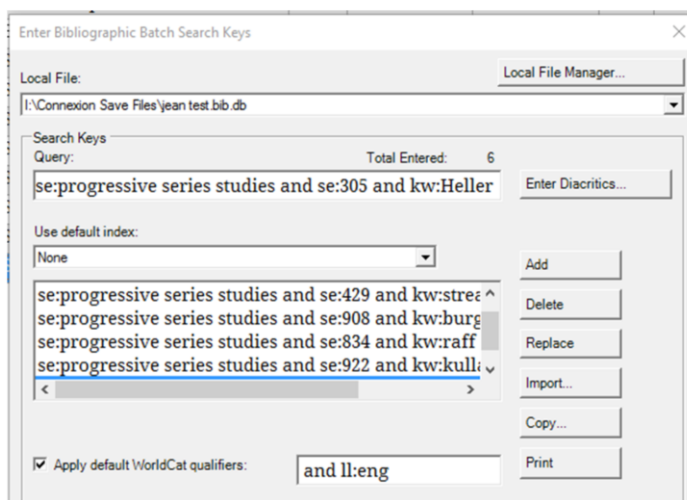 Enter Bibliographic Batch Search Keys
Local File Manager...
Local File:
I:\Connexion Save Files\jean test.bib.db
Search Keys
Query:
Total Entered: 6
se:progressive series studies and se:305 and kw:Heller
Enter Diacritics...
Use default index:
None
Add
se:progressive series studies and se:429 and kw:strea
Delete
se:progressive series studies and se:908 and kw:burg
se:progressive series studies and se:834 and kw:raff
Replace
se:progressive series studies and se:922 and kw:kulla
Import...
Copy...
Apply default WorldCat qualifiers:
and ll:eng
Print